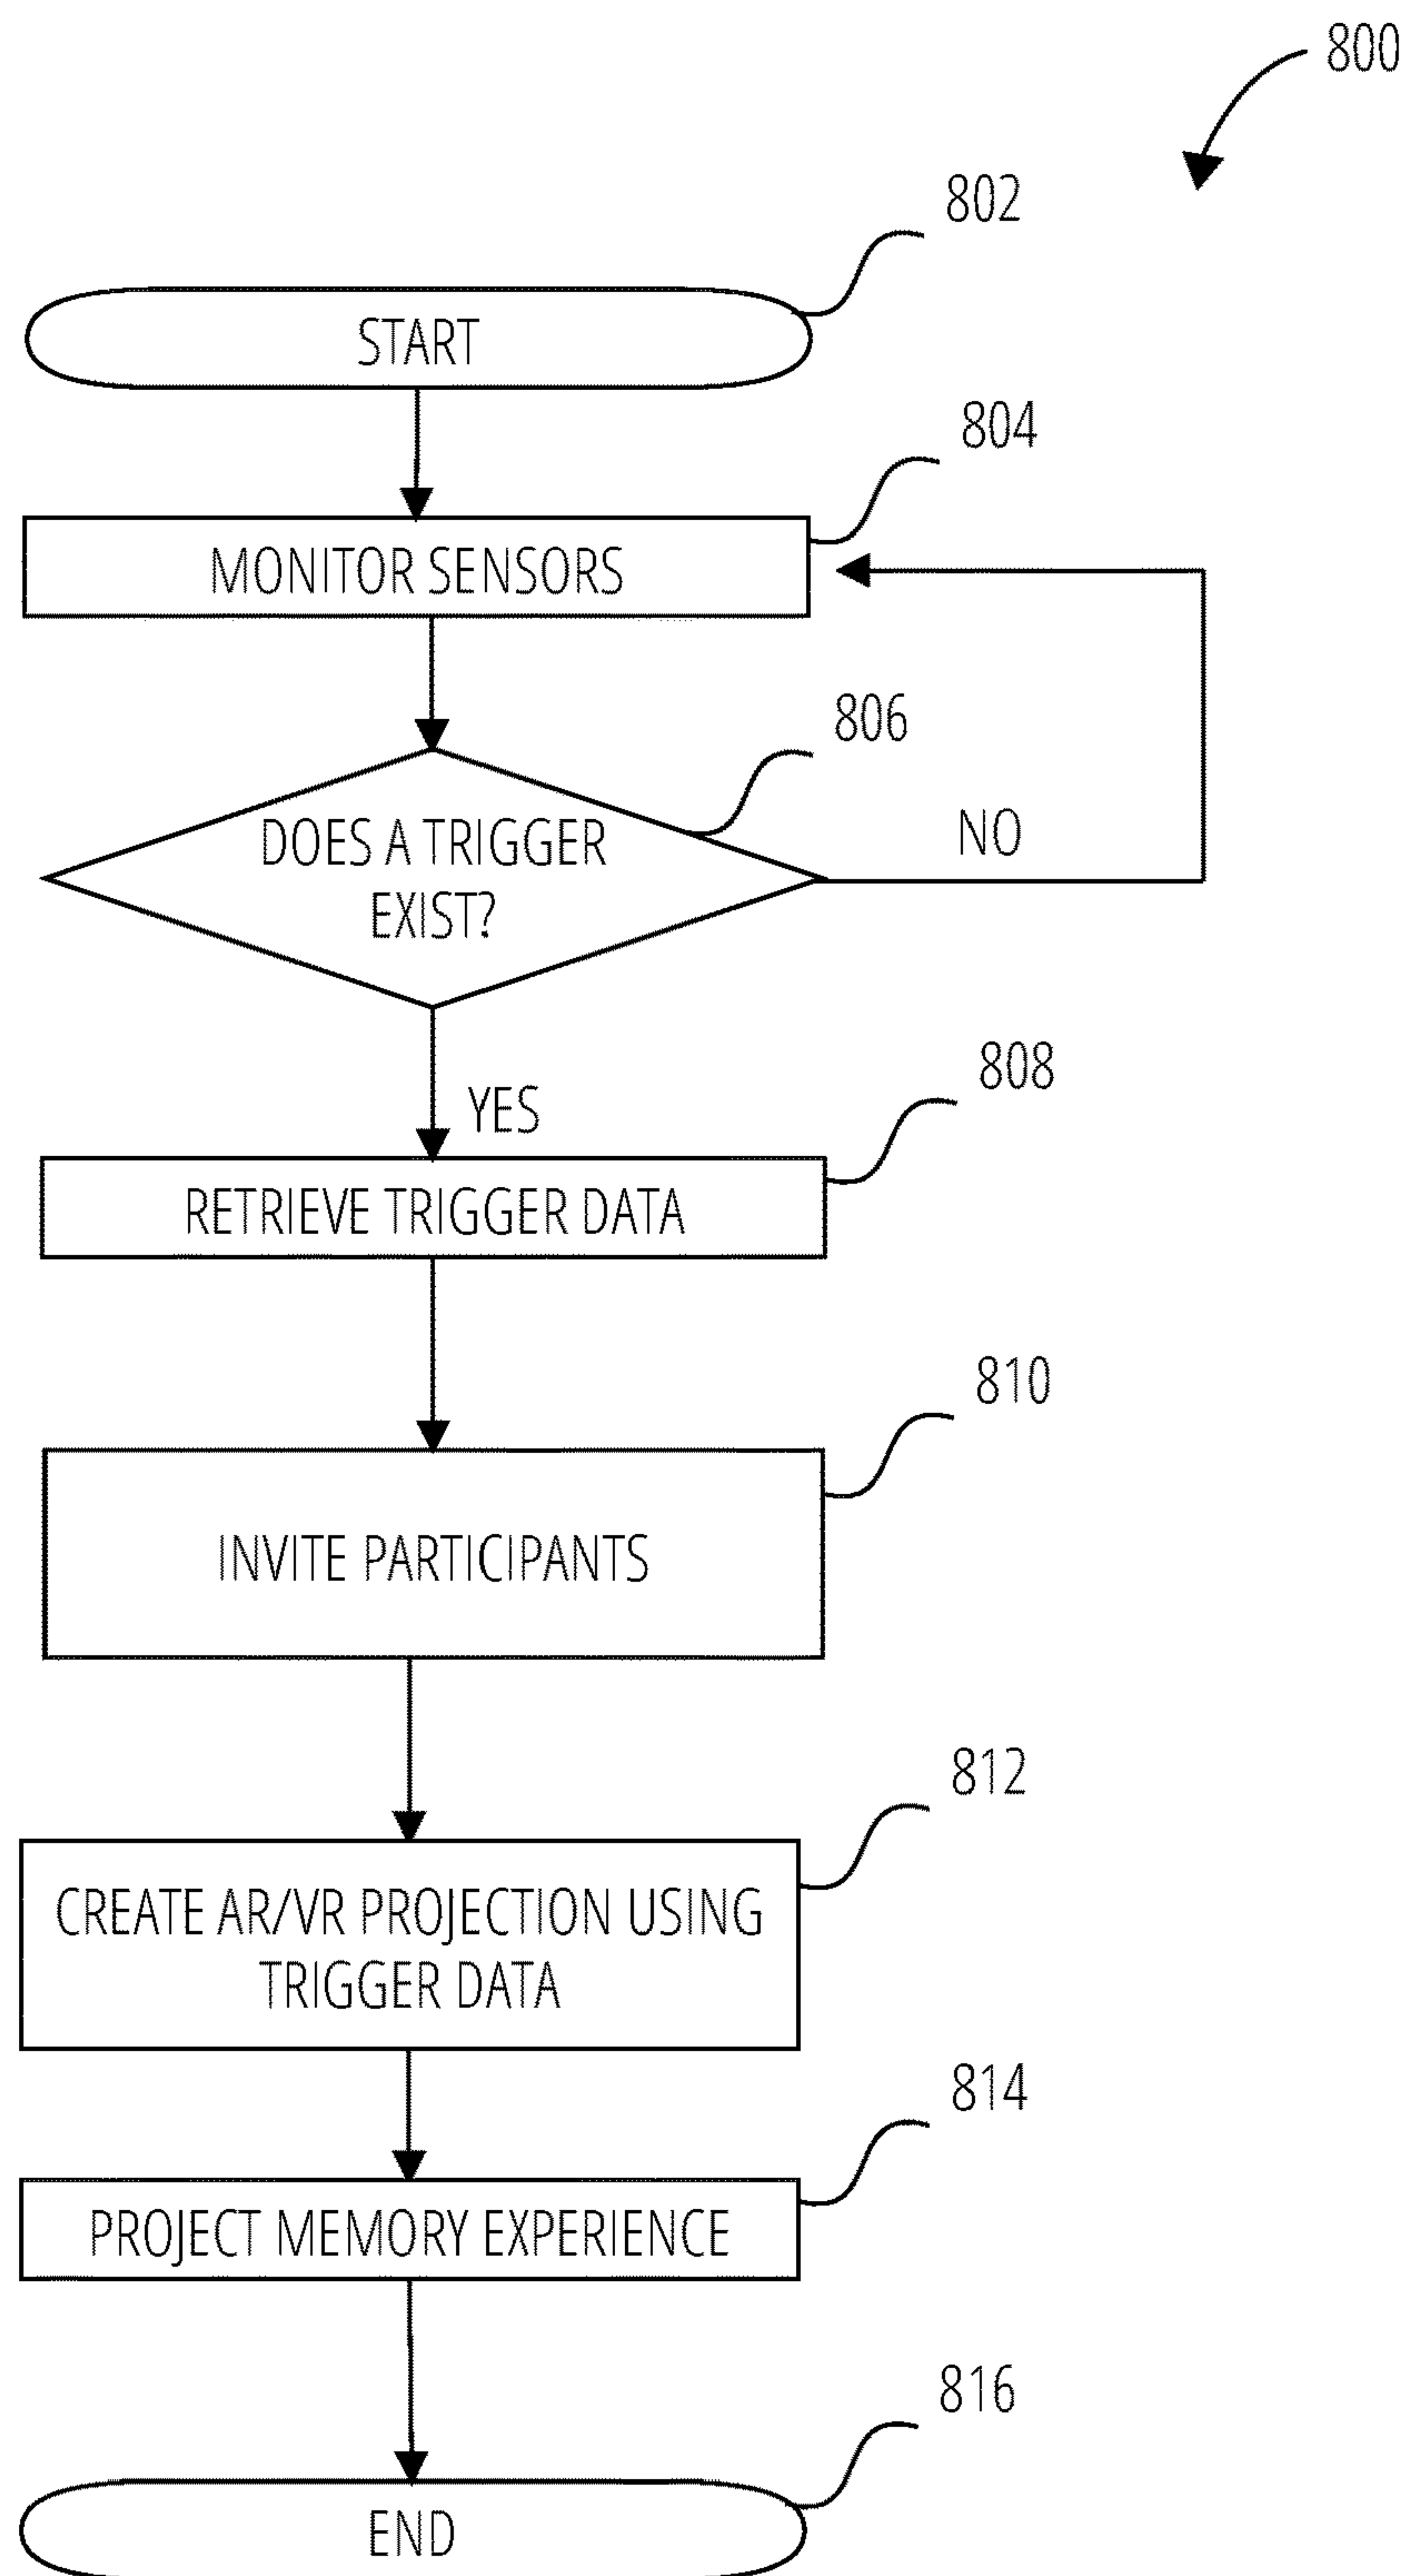 800
802
START
804
MONITOR SENSORS
806
DOES A TRIGGER
EXIST?
NO
YES
808
RETRIEVE TRIGGER DATA
810
INVITE PARTICIPANTS
812
CREATE AR/VR PROJECTION USING
TRIGGER DATA
814
PROJECT MEMORY EXPERIENCE
816
END